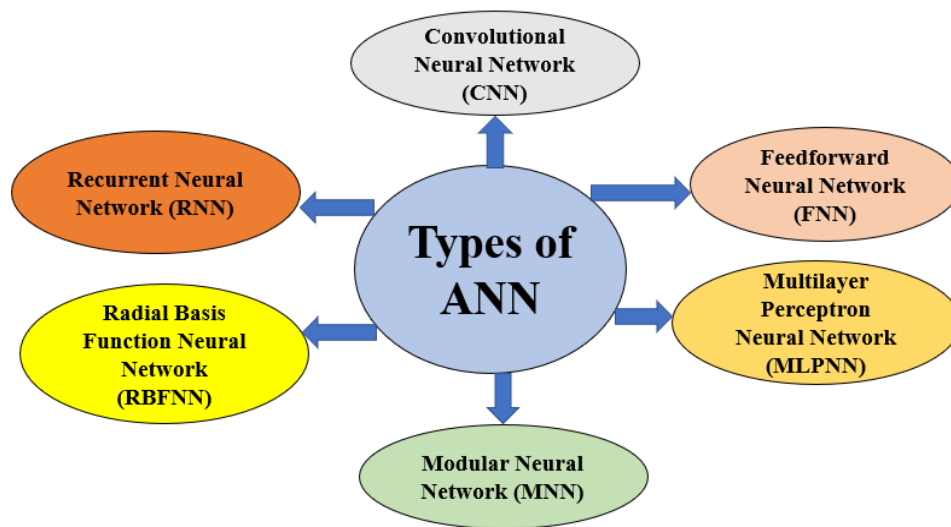 Convolutional
Neural Network
(CNN)
Recurrent Neural
Network (RNN)
Feedforward
Neural Network
(FNN)
Types of
ANN
Radial Basis
Function Neural
Network
(RBFNN)
Multilayer
Perceptron
Neural Network
(MLPNN)
Modular Neural
Network (MNN)